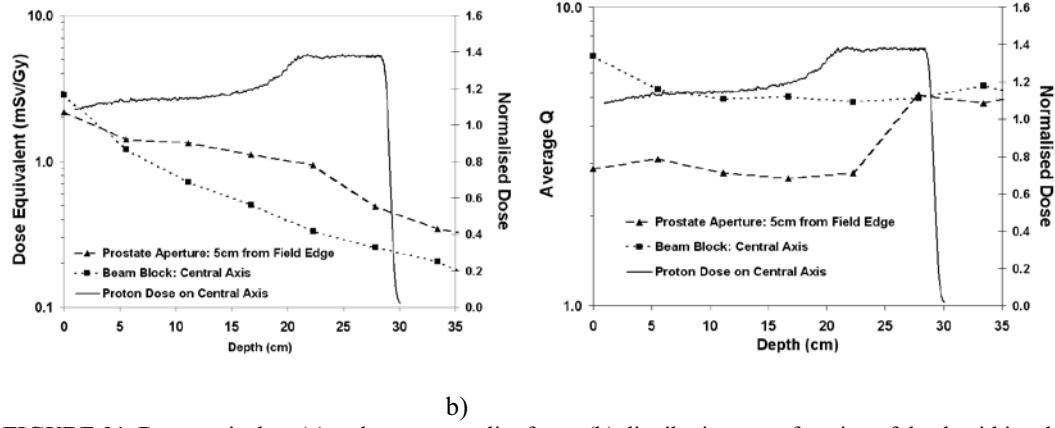 10.0
1.0
0.1
Dose Equivalent (mSv/Gy)
1.6
1.4
1.2
1.0
0.8
0.6
0.4
0.2
0.0
Normalised Dose
Prostate Aperture: 5cm from Field Edge
Beam Block: Central Axis
Proton Dose on Central Axis
0 5 10 15 20 25 30 35
Depth (cm)
10.0
1.0
Average Q
1.6
1.4
1.2
1.0
0.8
0.6
0.4
0.2
0.0
Normalised Dose
Prostate Aperture: 5cm from Field Edge
Beam Block: Central Axis
Proton Dose on Central Axis
0 5 10 15 20 25 30 35
Depth (cm)
b)